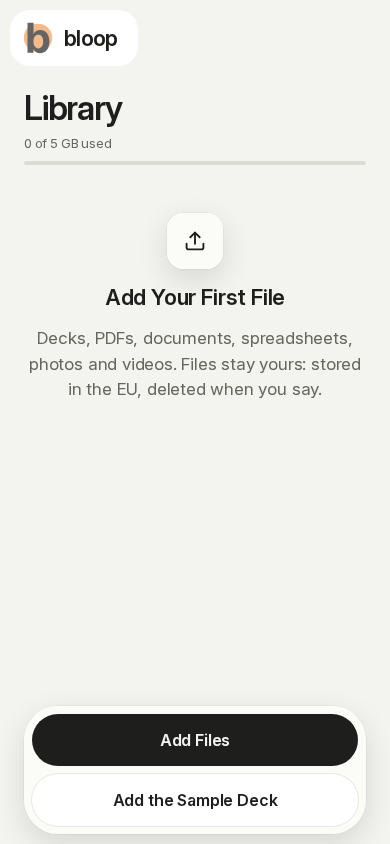 bloop
Library
0 of 5 GB used
Add Your First File
Decks, PDFs, documents, spreadsheets,
photos and videos. Files stay yours: stored
in the EU, deleted when you say.
Add Files
Add the Sample Deck